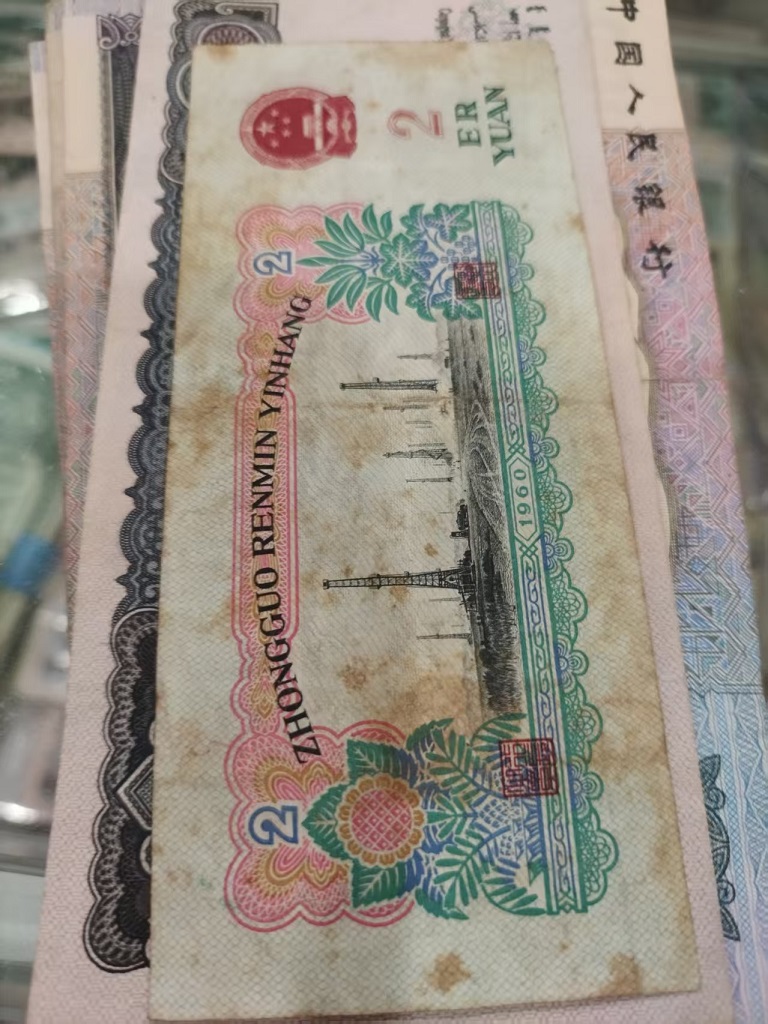 ZHONGGUO RENMIN YINHANG
2
ER
YUAN
2
2
1960
中国人民银行